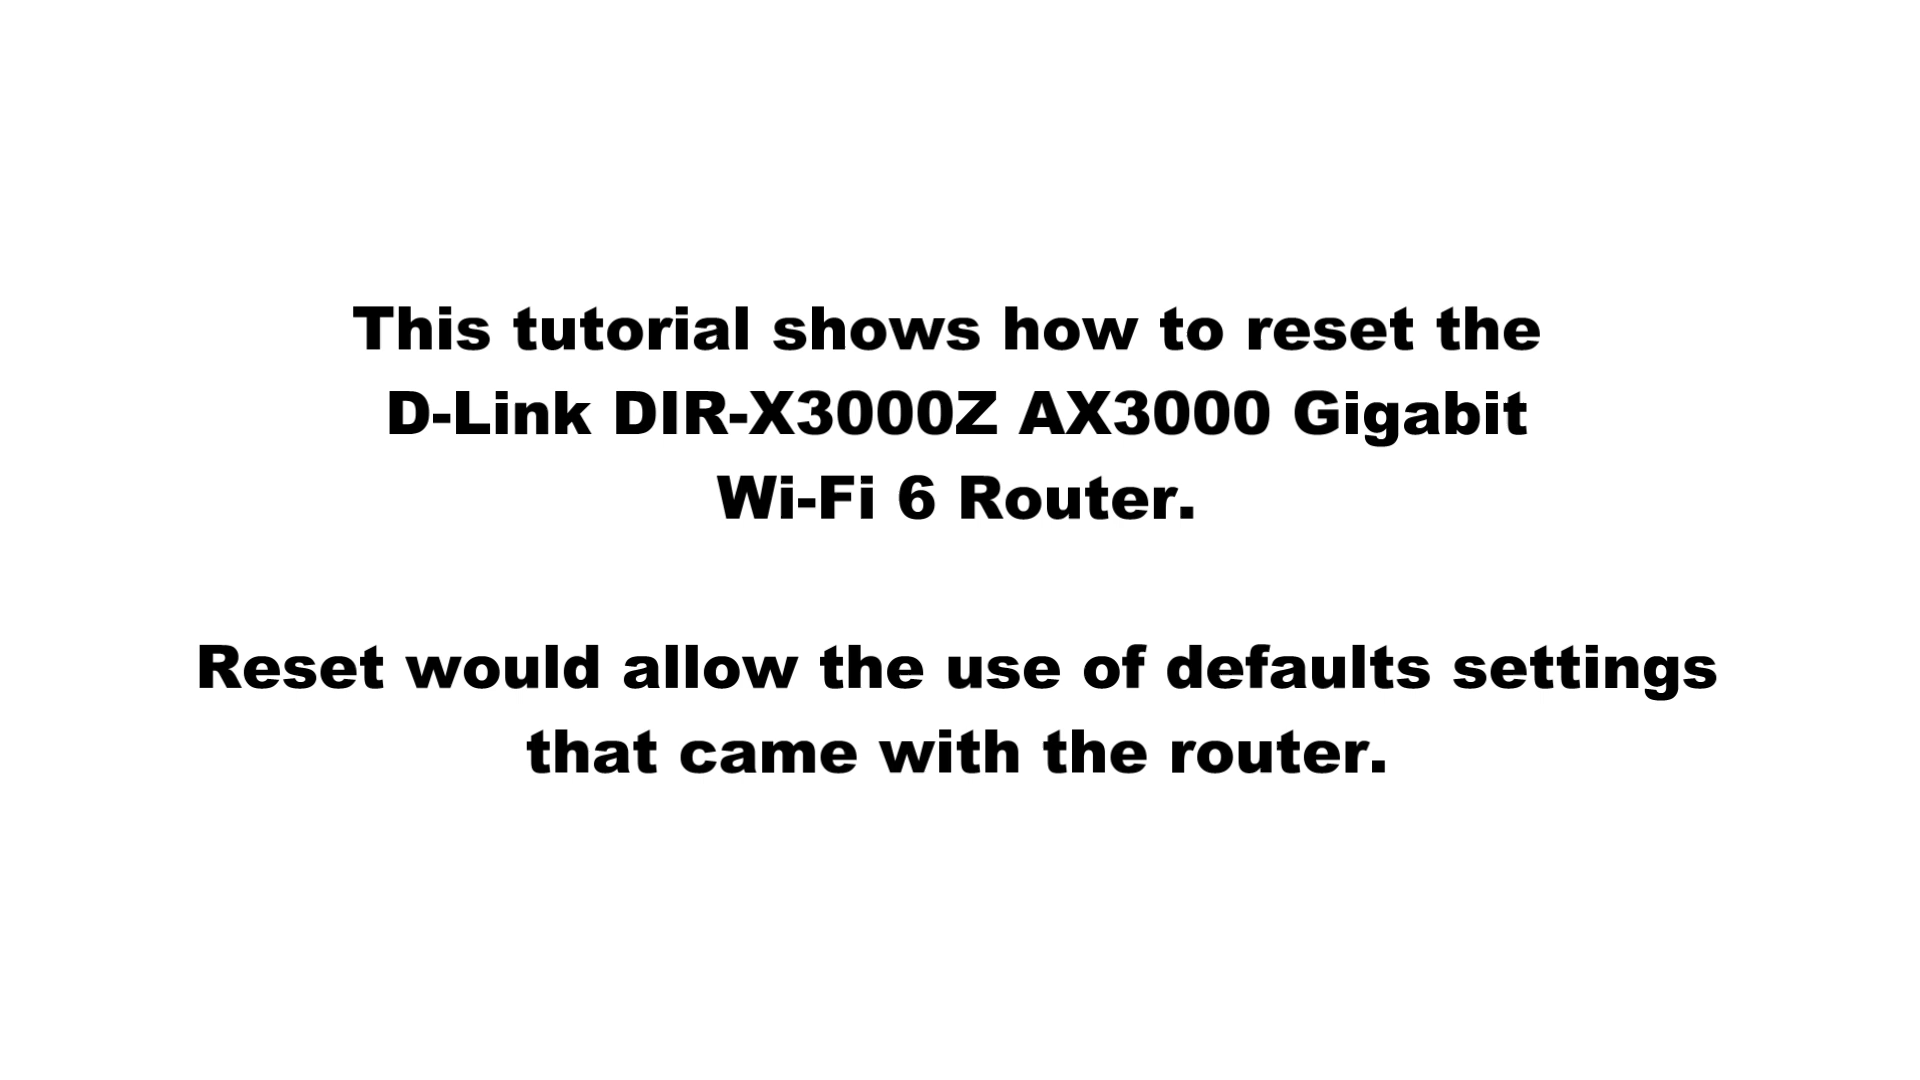 This tutorial shows how to reset the
D-Link DIR-X3000Z AX3000 Gigabit
Wi-Fi 6 Router.
Reset would allow the use of defaults settings
that came with the router.